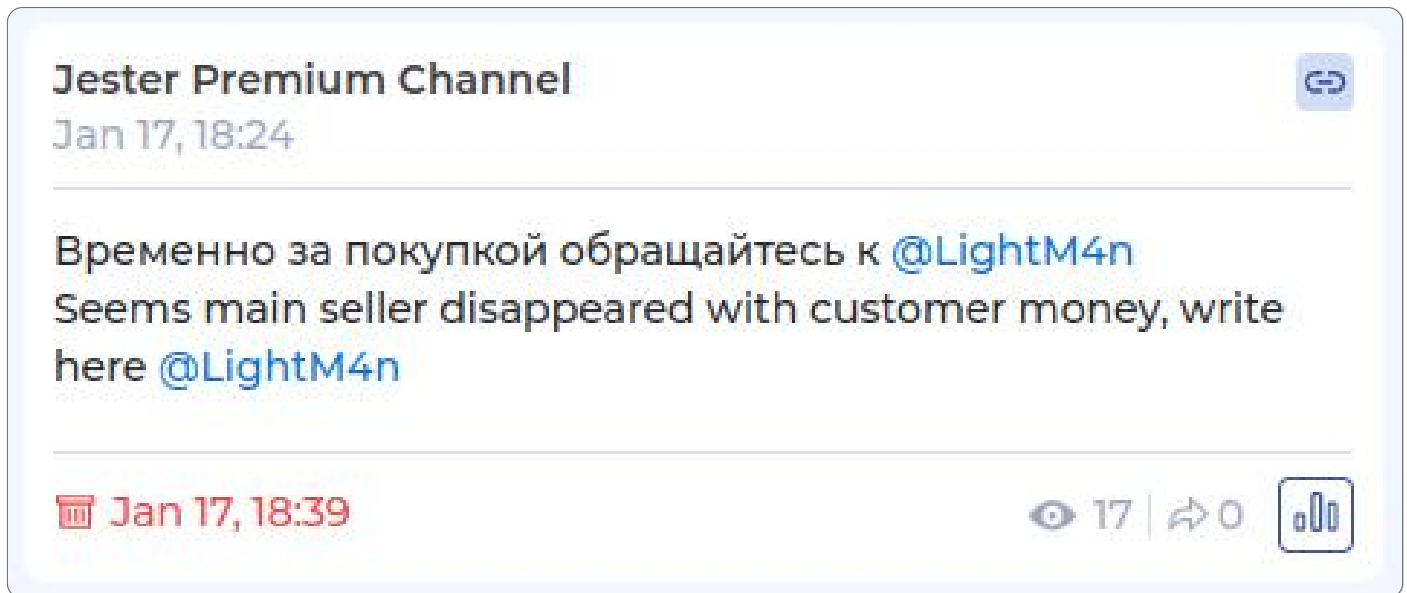 Jester Premium Channel
Jan 17, 18:24
Временно за покупкой обращайтесь к @LightM4n
Seems main seller disappeared with customer money, write
here @LightM4n
Jan 17, 18:39
17 0